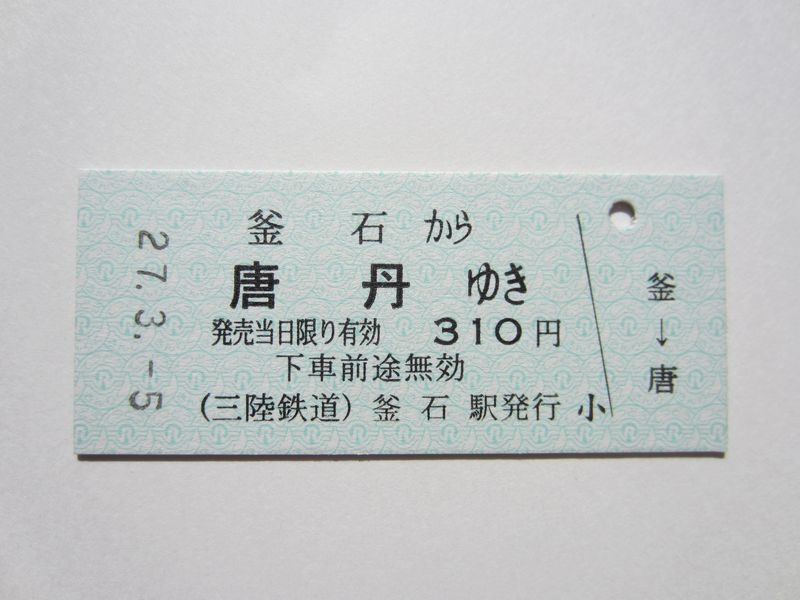 27.3.-5
釜石から
唐丹ゆき
発売当日限り有効 310円
下車前途無効
(三陸鉄道) 釜石駅発行 小
釜→唐